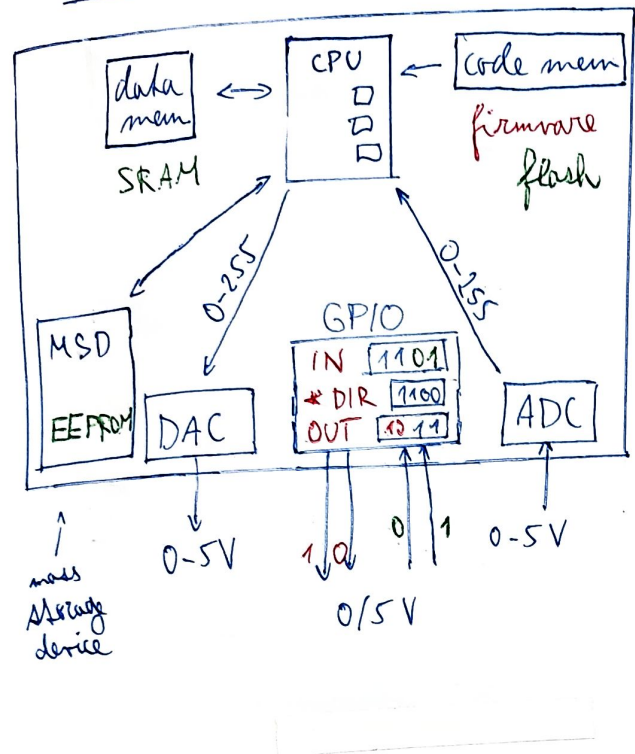 data
mem
SRAM
CPU
code mem
firmware
flash
0-255
0-255
MSD
EEPROM
DAC
GPIO
IN 1101
* DIR 1100
OUT 1011
ADC
1 0
0 1
0-5V
0/5 V
0-5V
mass
storage
device